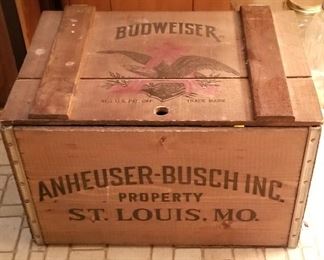 BUDWEISER.
REG. U.S. PAT. OFF. TRADE MARK
ANHEUSER-BUSCH INC.
PROPERTY
ST. LOUIS. MO.